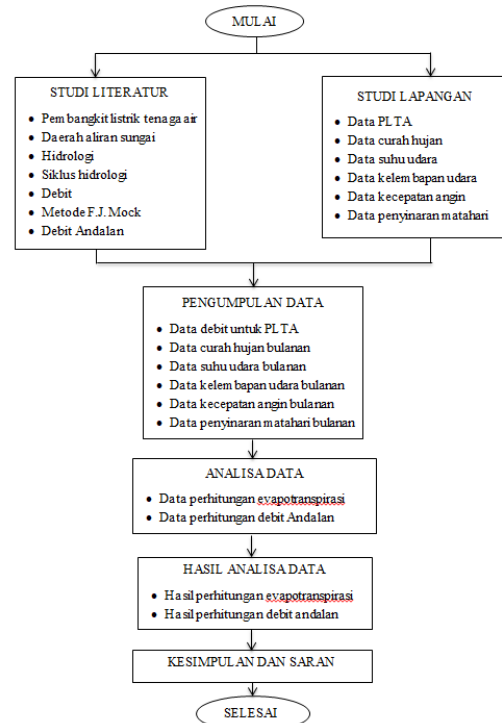 MULAI
STUDI LITERATUR
• Pembangkit listrik tenaga air
• Daerah aliran sungai
• Hidrologi
• Siklus hidrologi
• Debit
• Metode F.J. Mock
• Debit Andalan
STUDI LAPANGAN
• Data PLTA
• Data curah hujan
• Data suhu udara
• Data kelembapan udara
• Data kecepatan angin
• Data penyinaran matahari
PENGUMPULAN DATA
• Data debit untuk PLTA
• Data curah hujan bulanan
• Data suhu udara bulanan
• Data kelembapan udara bulanan
• Data kecepatan angin bulanan
• Data penyinaran matahari bulanan
ANALISA DATA
• Data perhitungan evapotranspirasi
• Data perhitungan debit Andalan
HASIL ANALISA DATA
• Hasil perhitungan evapotranspirasi
• Hasil perhitungan debit andalan
KESIMPULAN DAN SARAN
SELESAI